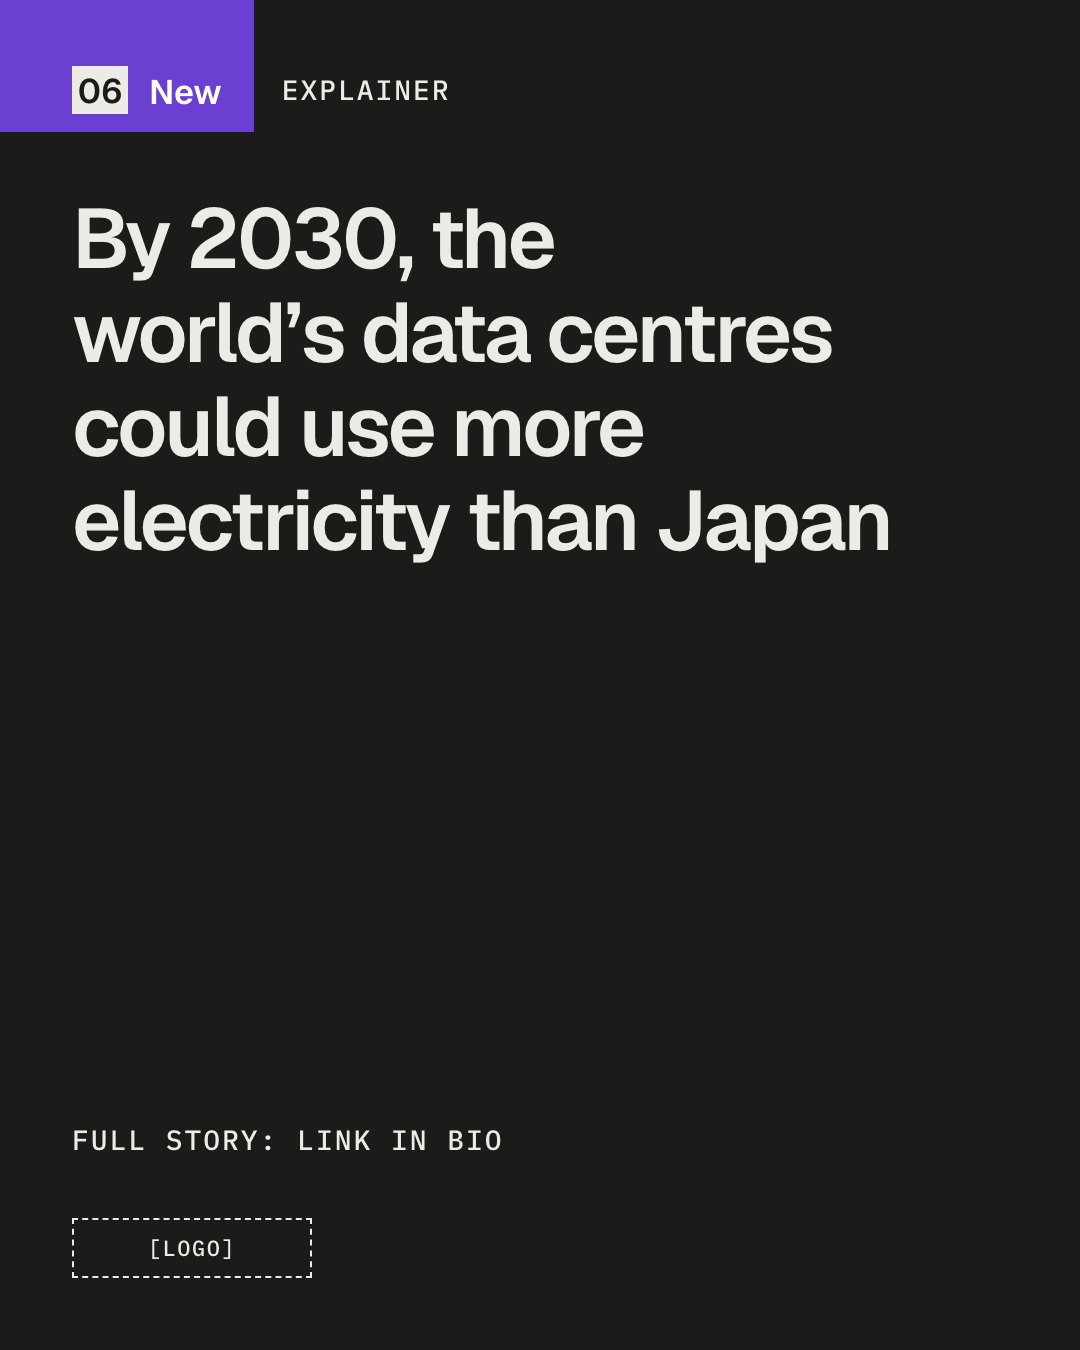 06 New EXPLAINER
By 2030, the
world’s data centres
could use more
electricity than Japan
FULL STORY: LINK IN BIO
[LOGO]